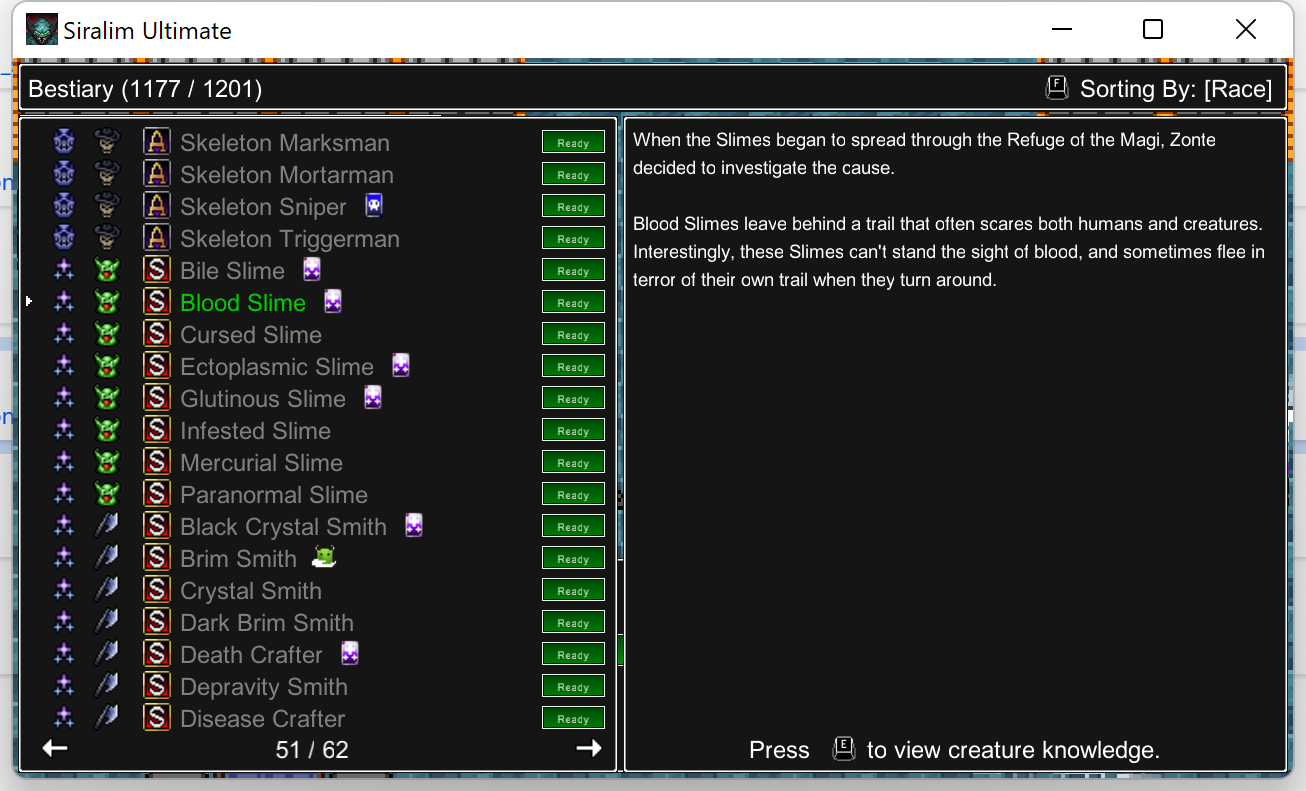 Siralim Ultimate
Bestiary (1177 / 1201)
F Sorting By: [Race]
A Skeleton Marksman Ready
A Skeleton Mortarman Ready
A Skeleton Sniper Ready
A Skeleton Triggerman Ready
S Bile Slime Ready
S Blood Slime Ready
S Cursed Slime Ready
S Ectoplasmic Slime Ready
S Glutinous Slime Ready
S Infested Slime Ready
S Mercurial Slime Ready
S Paranormal Slime Ready
S Black Crystal Smith Ready
S Brim Smith Ready
S Crystal Smith Ready
S Dark Brim Smith Ready
S Death Crafter Ready
S Depravity Smith Ready
S Disease Crafter Ready
51 / 62
When the Slimes began to spread through the Refuge of the Magi, Zonte
decided to investigate the cause.
Blood Slimes leave behind a trail that often scares both humans and creatures.
Interestingly, these Slimes can't stand the sight of blood, and sometimes flee in
terror of their own trail when they turn around.
Press E to view creature knowledge.